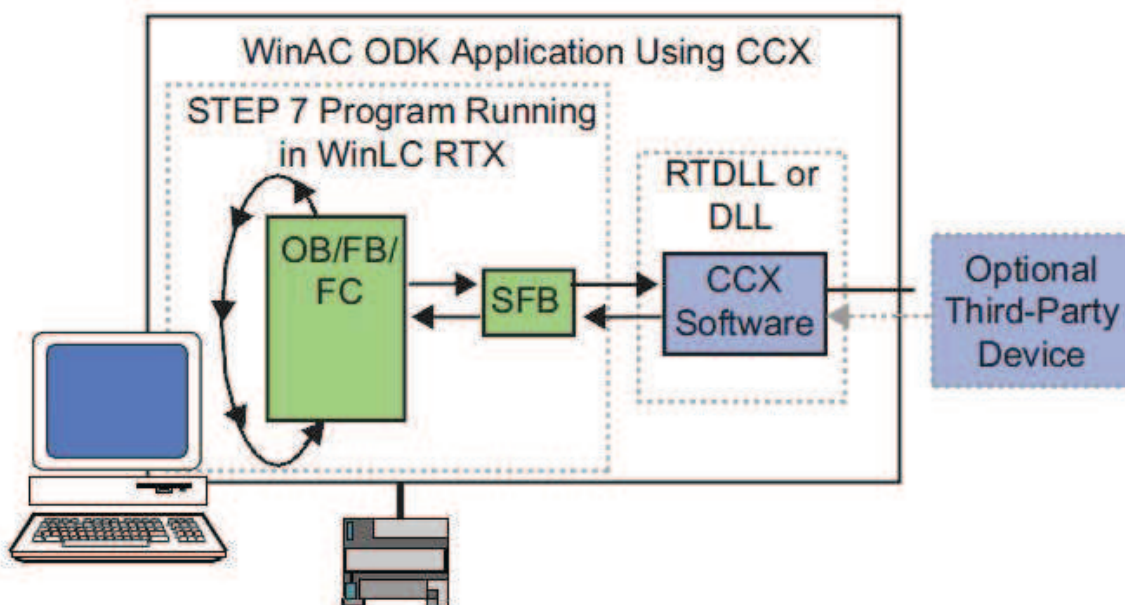 WinAC ODK Application Using CCX
STEP 7 Program Running
in WinLC RTX
OB/FB/
FC
SFB
RTDLL or
DLL
CCX
Software
Optional
Third-Party
Device